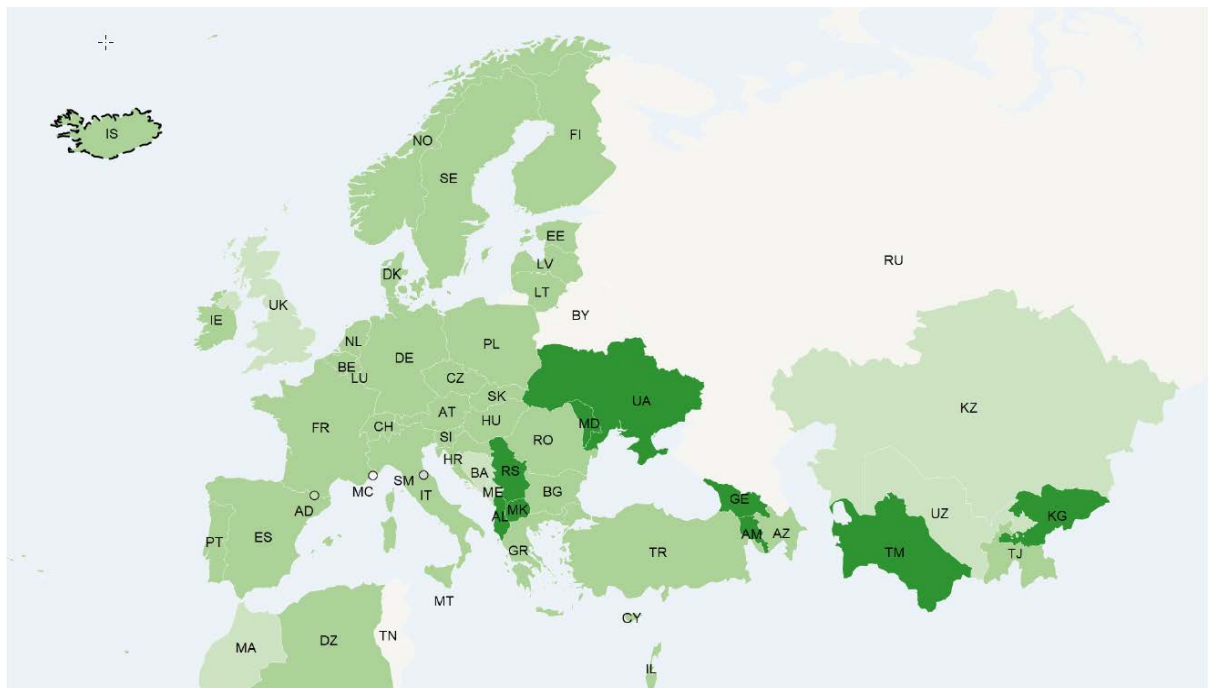 IS
NO
FI
SE
EE
LV
DK
LT
RU
UK
IE
BY
NL
PL
DE
BE
LU
CZ
SK
UA
KZ
AT
HU
MD
FR
CH
SI
RO
HR
BA
RS
MC
SM
IT
ME
BG
AD
MK
AL
GE
KG
UZ
PT
ES
GR
TR
AM
AZ
TM
TJ
MT
CY
TN
DZ
MA
IL